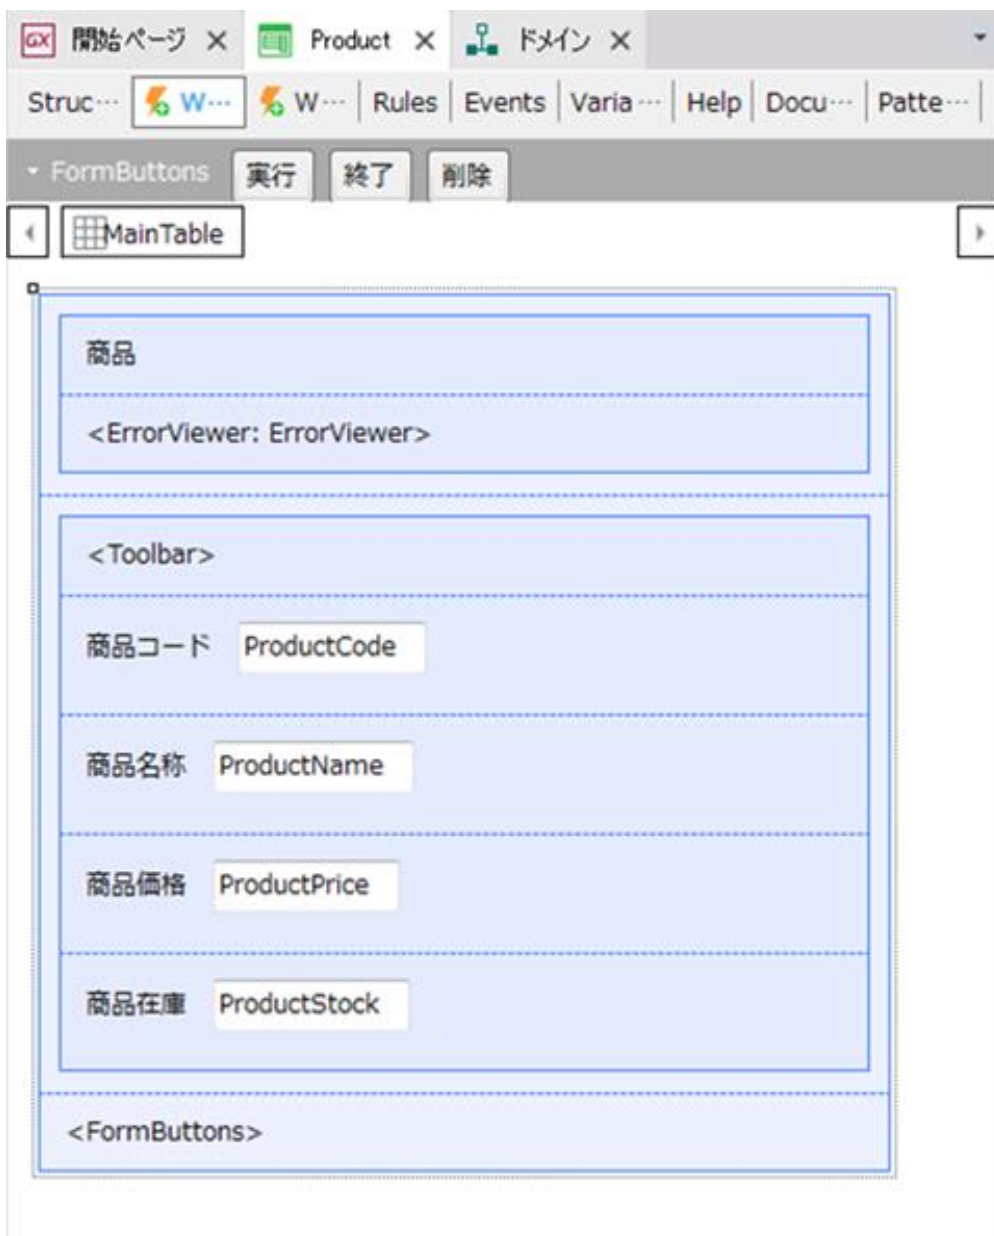 GX 開始ページ × Product × ドメイン ×
Struc… W… W… Rules Events Varia… Help Docu… Patte…
FormButtons 実行 終了 削除
MainTable
商品
<ErrorViewer: ErrorViewer>
<Toolbar>
商品コード ProductCode
商品名称 ProductName
商品価格 ProductPrice
商品在庫 ProductStock
<FormButtons>